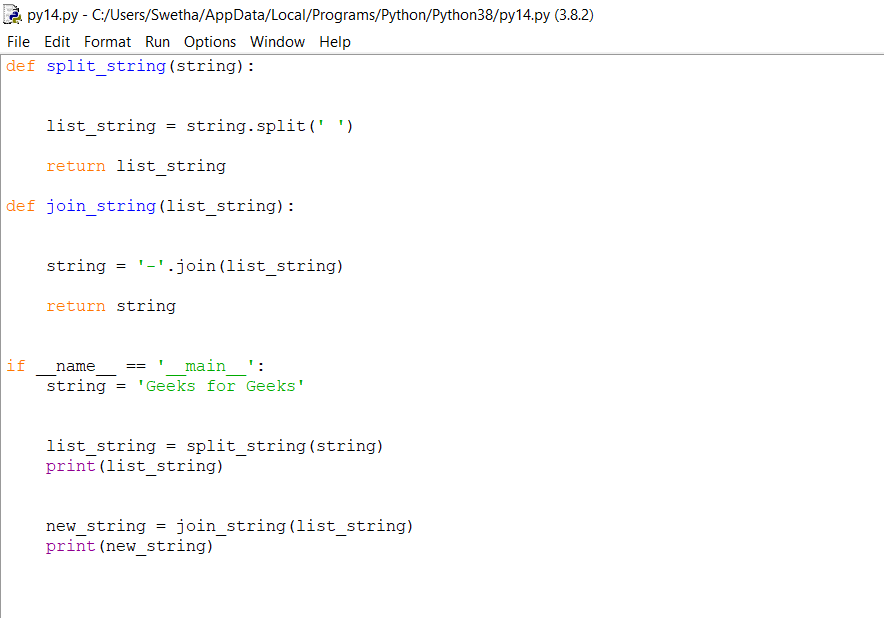 py14.py - C:/Users/Swetha/AppData/Local/Programs/Python/Python38/py14.py (3.8.2)
File Edit Format Run Options Window Help
def split_string(string):
    list_string = string.split(' ')
    return list_string
def join_string(list_string):
    string = '-'.join(list_string)
    return string
if __name__ == '__main__':
    string = 'Geeks for Geeks'
    list_string = split_string(string)
    print(list_string)
    new_string = join_string(list_string)
    print(new_string)